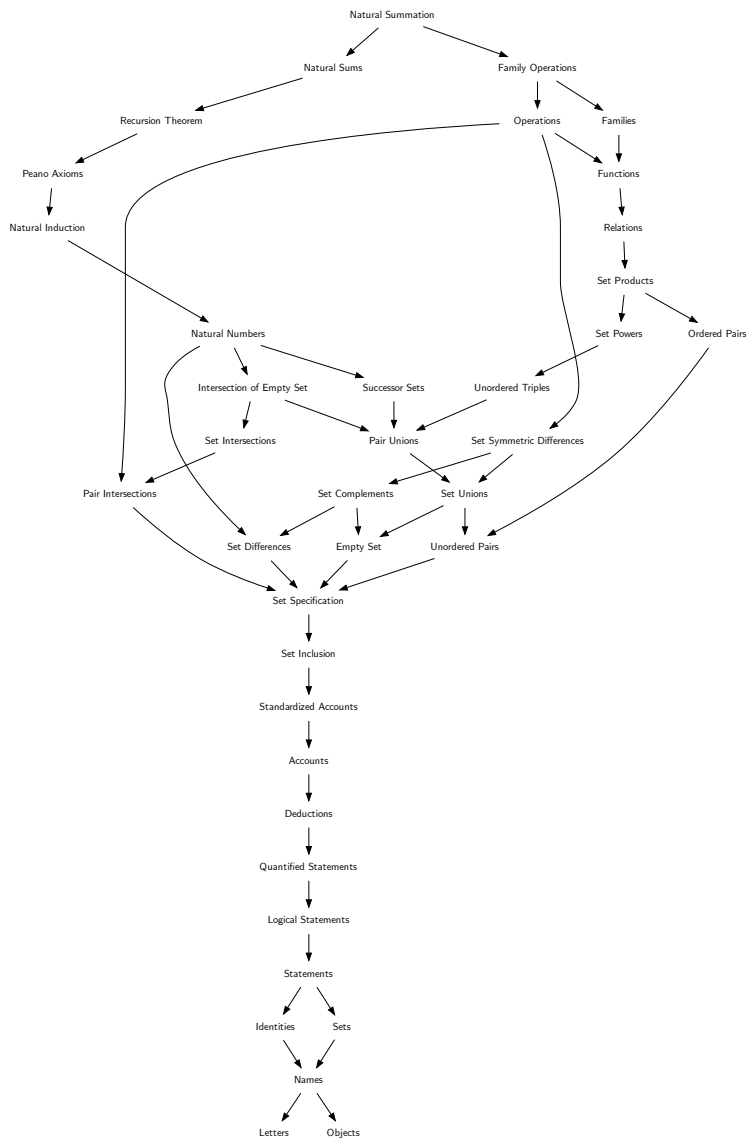 Natural Summation
Natural Sums
Family Operations
Recursion Theorem
Operations
Families
Peano Axioms
Functions
Natural Induction
Relations
Set Products
Natural Numbers
Set Powers
Ordered Pairs
Intersection of Empty Set
Successor Sets
Unordered Triples
Set Intersections
Pair Unions
Set Symmetric Differences
Pair Intersections
Set Complements
Set Unions
Set Differences
Empty Set
Unordered Pairs
Set Specification
Set Inclusion
Standardized Accounts
Accounts
Deductions
Quantified Statements
Logical Statements
Statements
Identities
Sets
Names
Letters
Objects